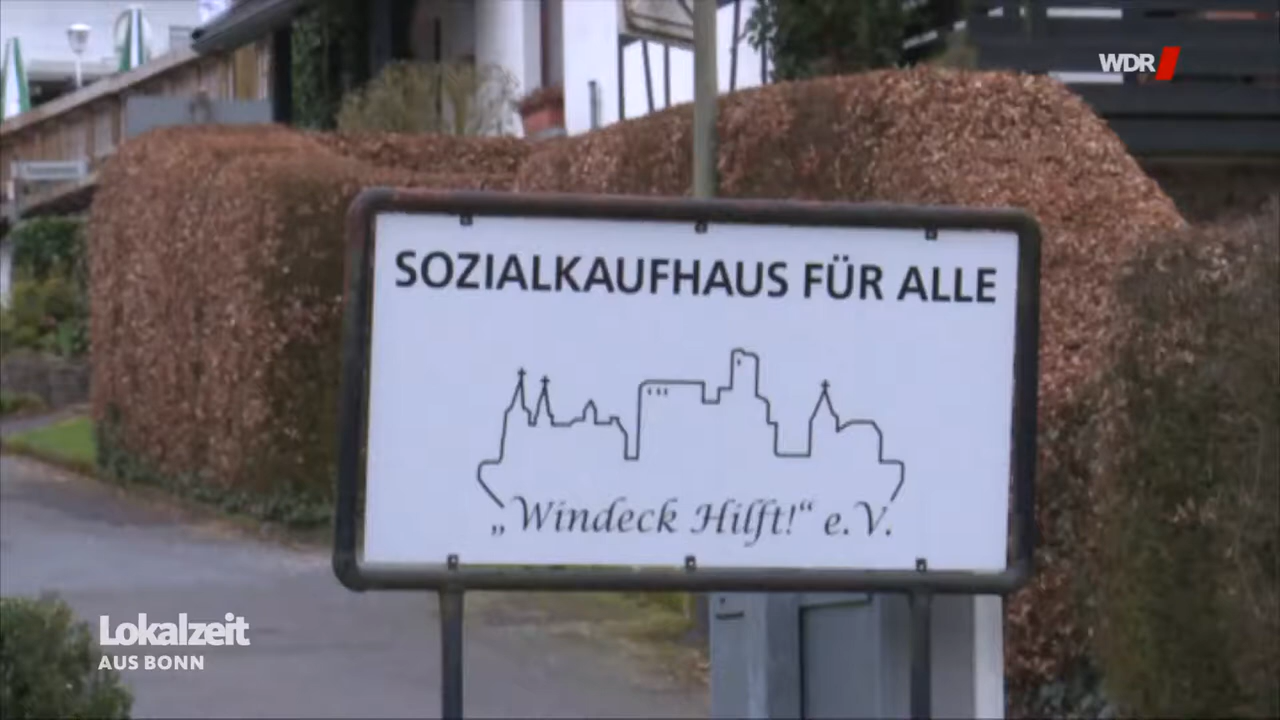 WDR
SOZIALKAUFHAUS FÜR ALLE
„Windeck Hilft!“ e.V.
Lokalzeit
AUS BONN